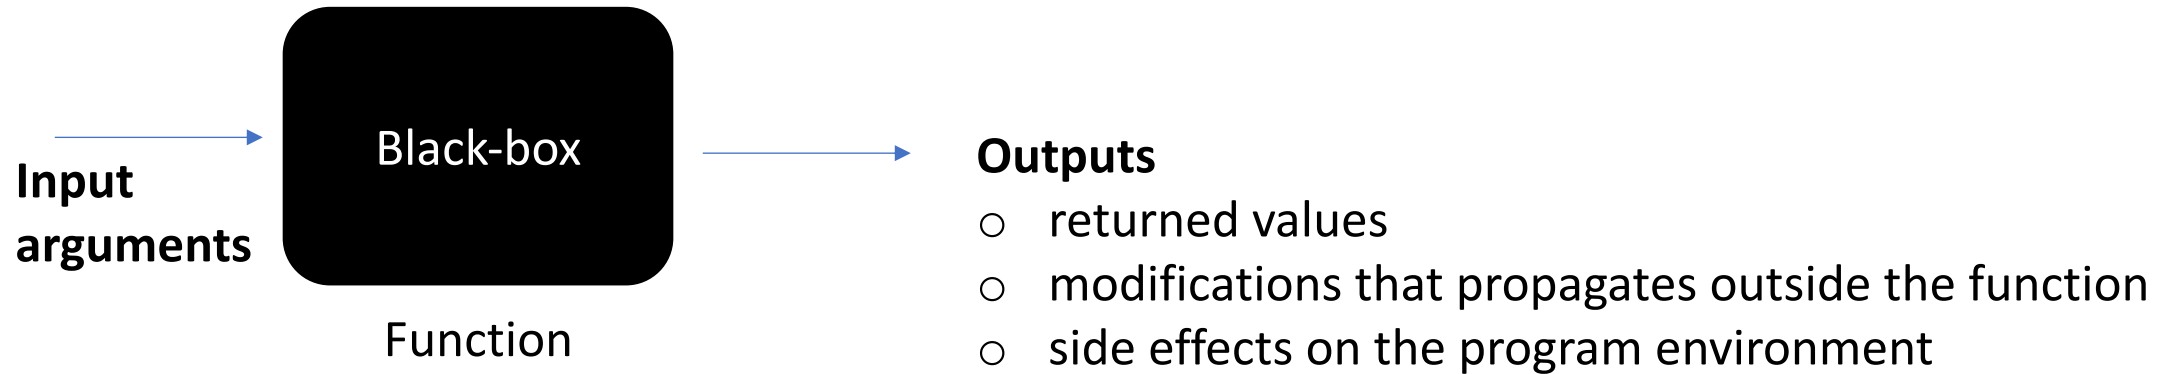 Input
arguments
Black-box
Function
Outputs
○ returned values
○ modifications that propagates outside the function
○ side effects on the program environment